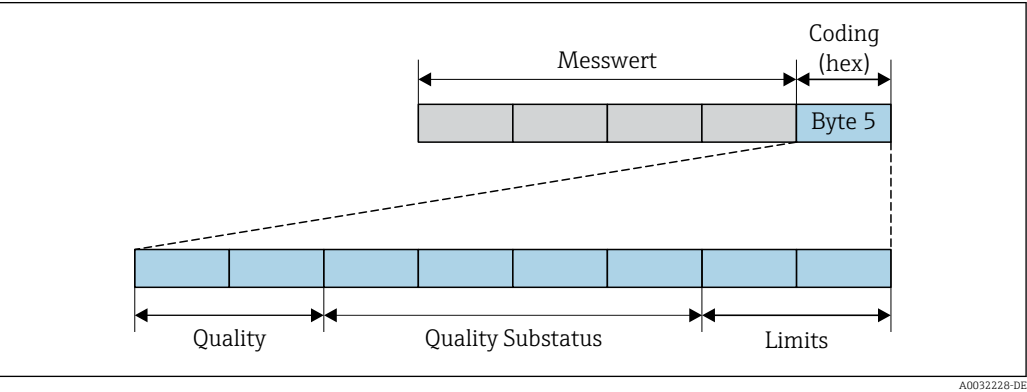 Coding
(hex)
Messwert
Byte 5
Quality
Quality Substatus
Limits
A0032228-DE